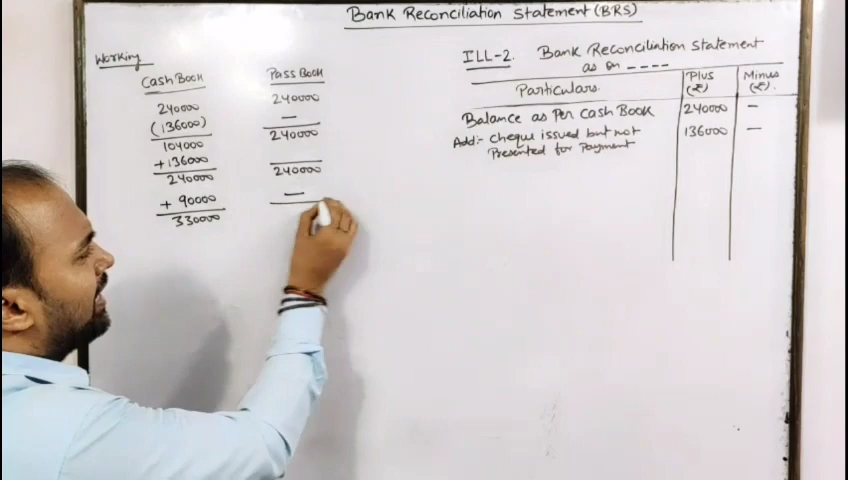 Bank Reconciliation Statement (BRS)
Working
Cash Book
240000
(136000)
104000
+136000
240000
+ 90000
330000
Pass Book
240000
—
240000
240000
—
ILL-2. Bank Reconciliation Statement
as on ----
Particulars. Plus (₹) Minus (₹).
Balance as Per Cash Book 240000 —
Add:- Cheque issued but not 136000 —
Presented for Payment